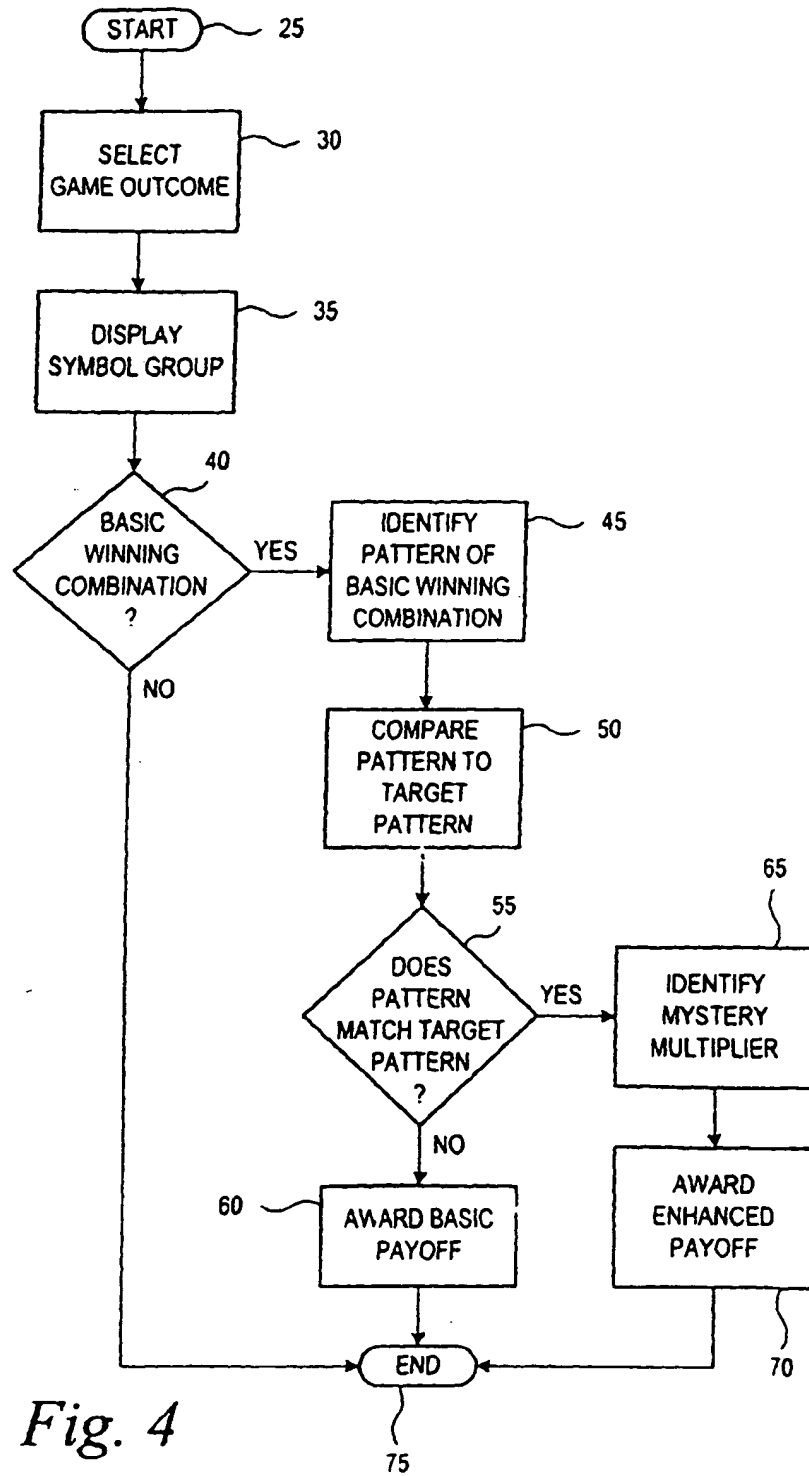 START
25
SELECT
GAME OUTCOME
30
DISPLAY
SYMBOL GROUP
35
40
BASIC
WINNING
COMBINATION
?
YES
NO
IDENTIFY
PATTERN OF
BASIC WINNING
COMBINATION
45
COMPARE
PATTERN TO
TARGET
PATTERN
50
55
DOES
PATTERN
MATCH TARGET
PATTERN
?
YES
NO
65
IDENTIFY
MYSTERY
MULTIPLIER
60
AWARD BASIC
PAYOFF
AWARD
ENHANCED
PAYOFF
70
END
75
Fig. 4